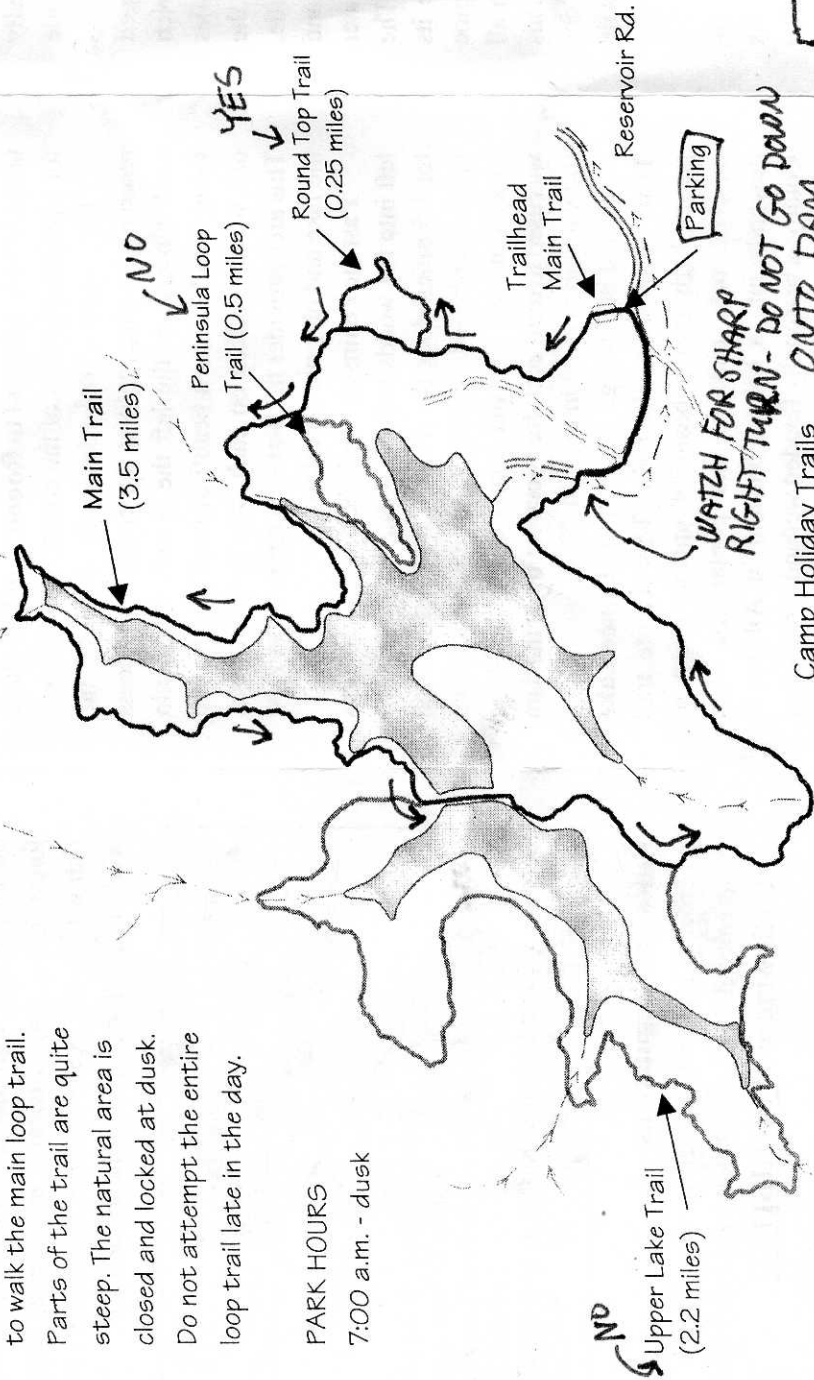 to walk the main loop trail.
Parts of the trail are quite
steep. The natural area is
closed and locked at dusk.
Do not attempt the entire
loop trail late in the day.
PARK HOURS
7:00 a.m. - dusk
NO
Upper Lake Trail
(2.2 miles)
Main Trail
(3.5 miles)
NO
Peninsula Loop
Trail (0.5 miles)
YES
Round Top Trail
(0.25 miles)
Trailhead
Main Trail
Parking
Reservoir Rd.
WATCH FOR SHARP
RIGHT TURN - DO NOT GO DOWN
ONTO DAM
Camp Holiday Trails